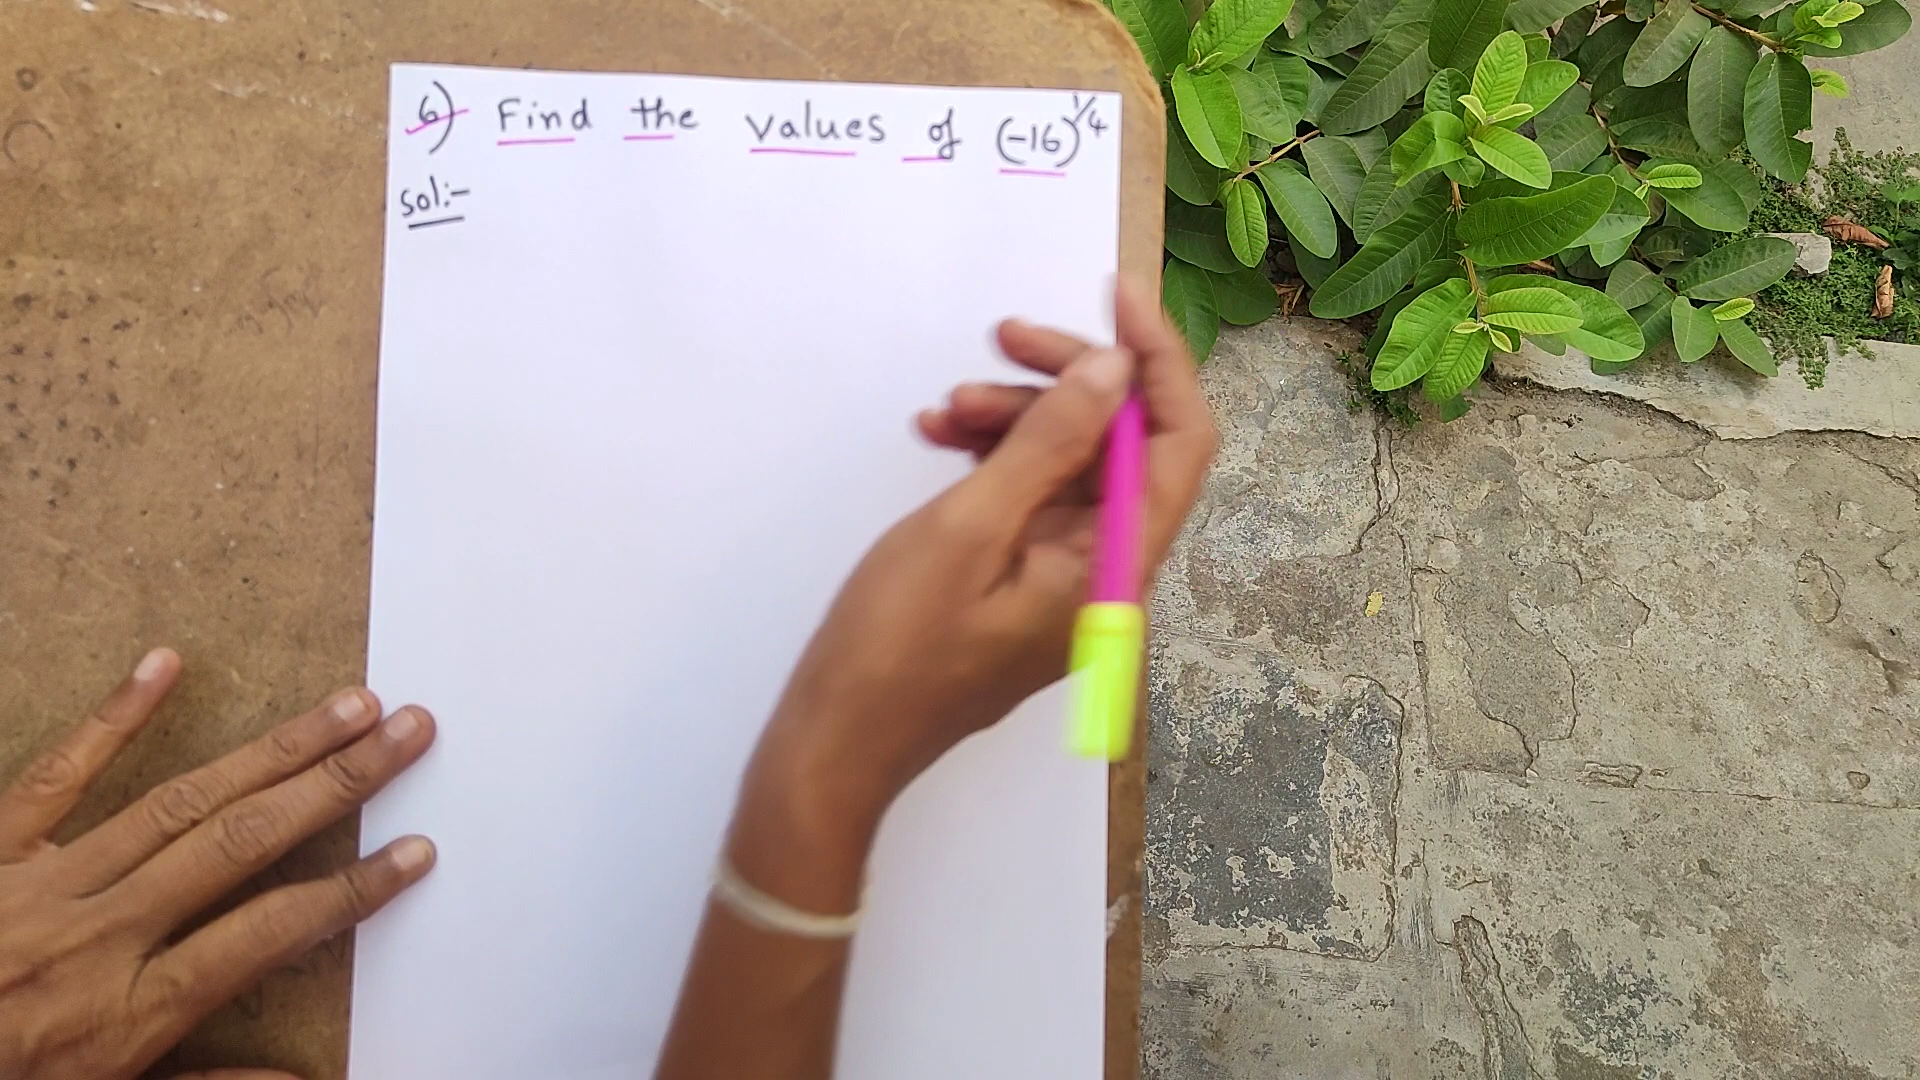 6) Find the values of (-16)^1/4
Sol:-